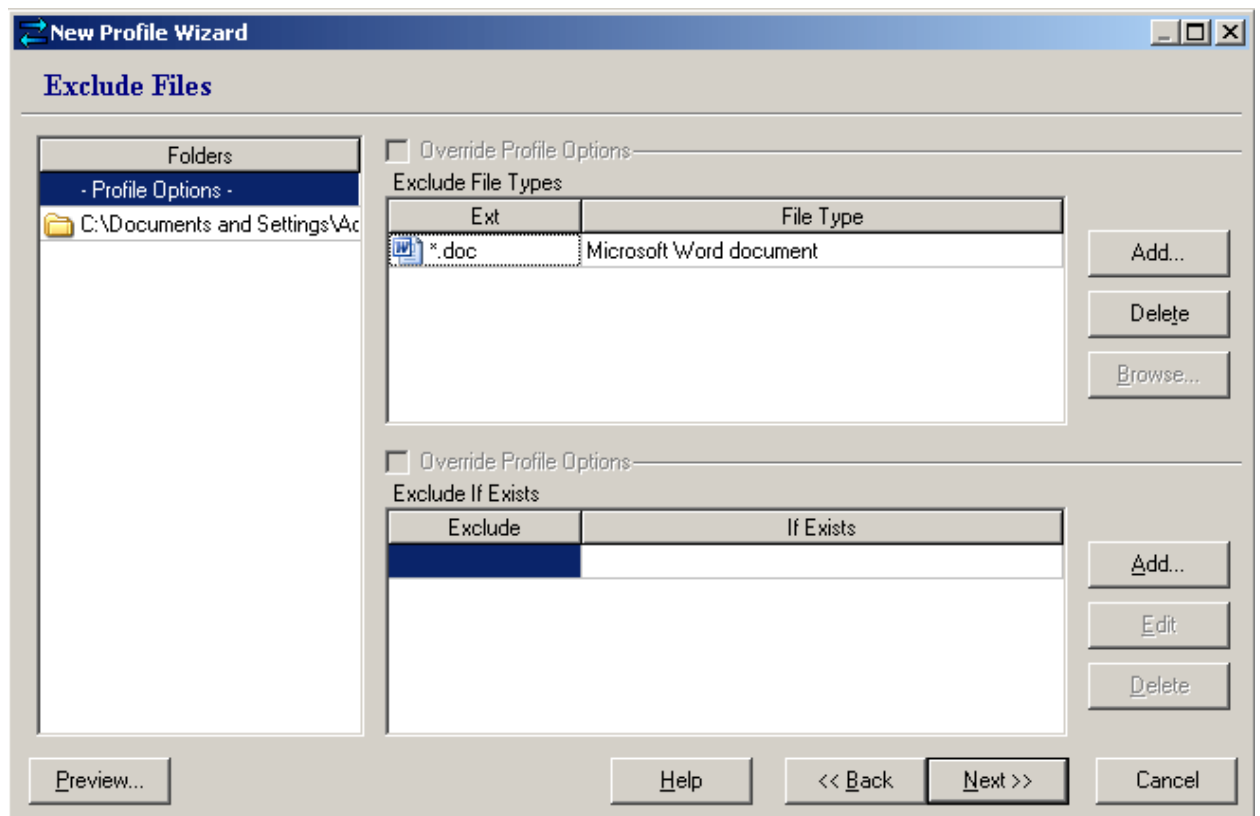 New Profile Wizard
Exclude Files
Folders
- Profile Options -
C:\Documents and Settings\Ac
Override Profile Options
Exclude File Types
Ext File Type
*.doc Microsoft Word document
Add...
Delete
Browse...
Override Profile Options
Exclude If Exists
Exclude If Exists
Add...
Edit
Delete
Preview... Help << Back Next >> Cancel